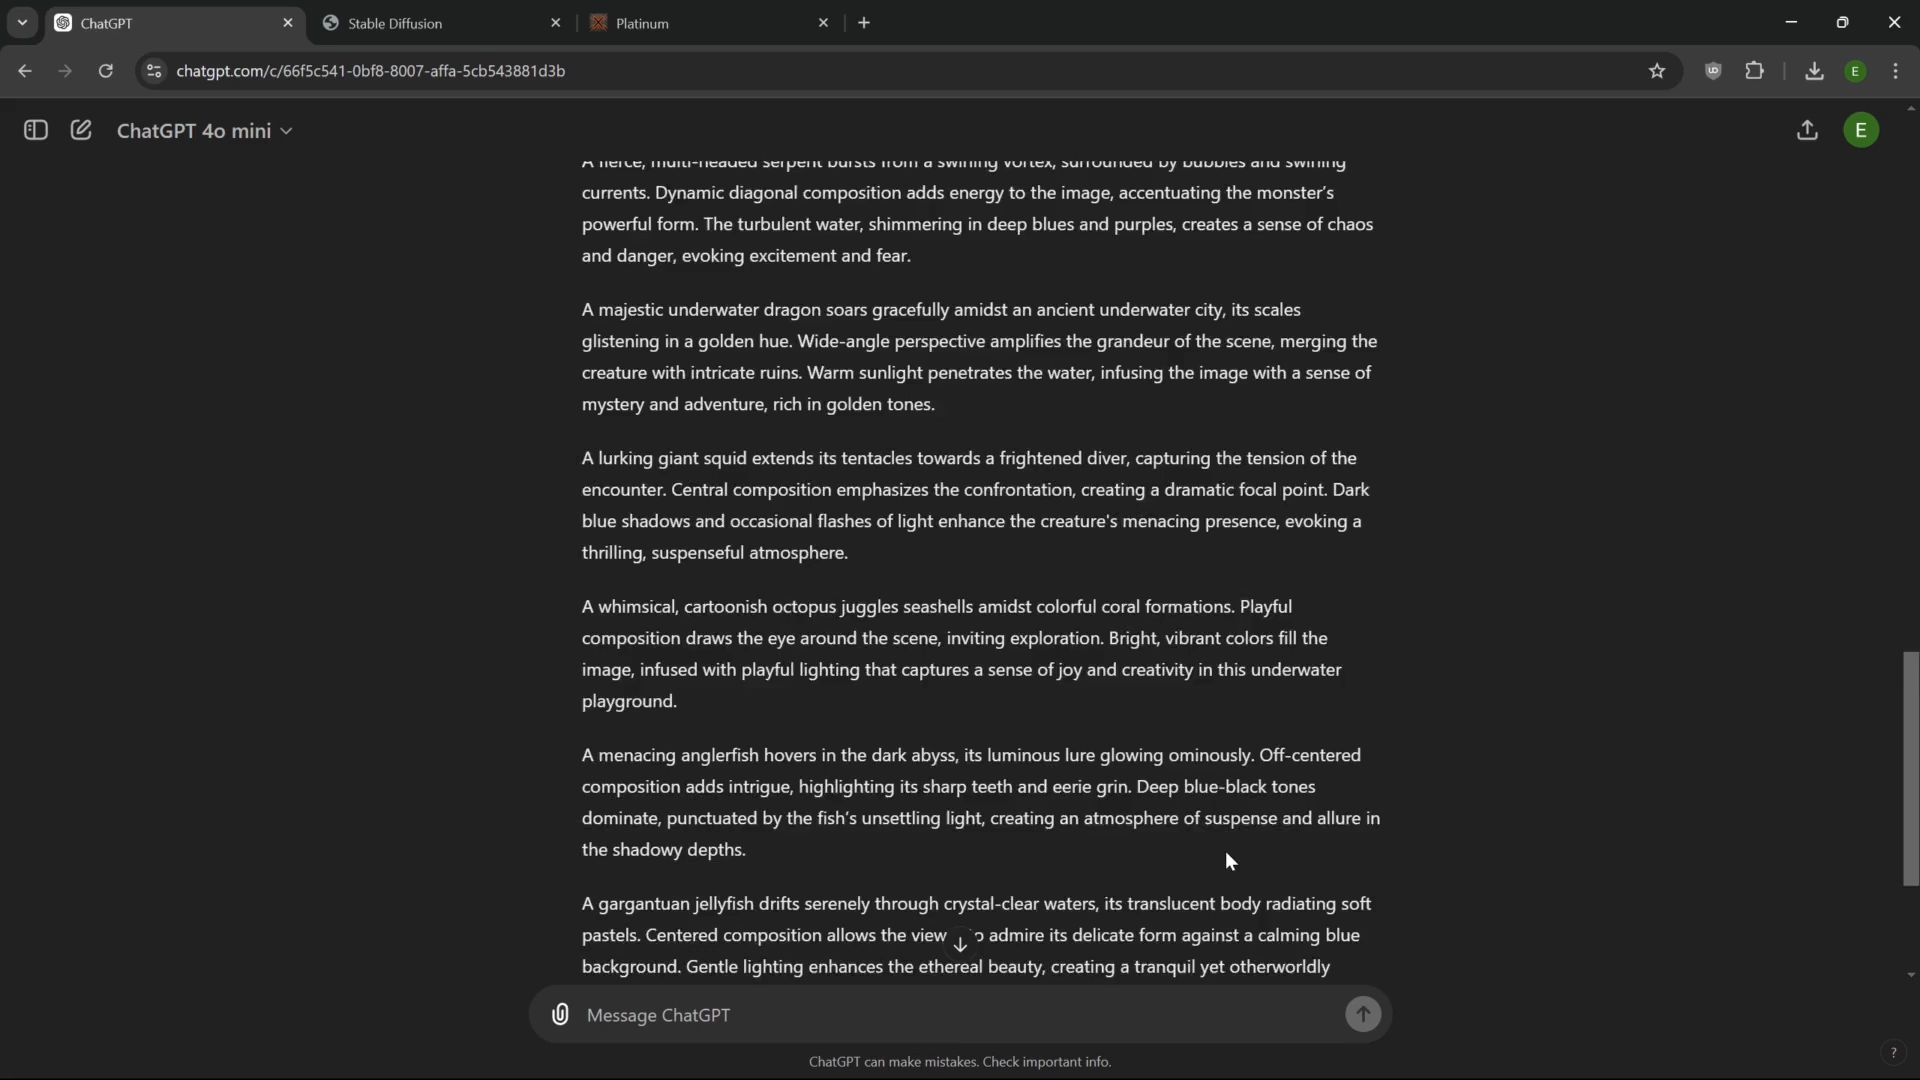 ChatGPT
Stable Diffusion
Platinum
chatgpt.com/c/66f5c541-0bf8-8007-affa-5cb543881d3b
E
ChatGPT 4o mini
E
A fierce, multi-headed serpent bursts from a swirling vortex, surrounded by bubbles and swirling
currents. Dynamic diagonal composition adds energy to the image, accentuating the monster's
powerful form. The turbulent water, shimmering in deep blues and purples, creates a sense of chaos
and danger, evoking excitement and fear.
A majestic underwater dragon soars gracefully amidst an ancient underwater city, its scales
glistening in a golden hue. Wide-angle perspective amplifies the grandeur of the scene, merging the
creature with intricate ruins. Warm sunlight penetrates the water, infusing the image with a sense of
mystery and adventure, rich in golden tones.
A lurking giant squid extends its tentacles towards a frightened diver, capturing the tension of the
encounter. Central composition emphasizes the confrontation, creating a dramatic focal point. Dark
blue shadows and occasional flashes of light enhance the creature's menacing presence, evoking a
thrilling, suspenseful atmosphere.
A whimsical, cartoonish octopus juggles seashells amidst colorful coral formations. Playful
composition draws the eye around the scene, inviting exploration. Bright, vibrant colors fill the
image, infused with playful lighting that captures a sense of joy and creativity in this underwater
playground.
A menacing anglerfish hovers in the dark abyss, its luminous lure glowing ominously. Off-centered
composition adds intrigue, highlighting its sharp teeth and eerie grin. Deep blue-black tones
dominate, punctuated by the fish's unsettling light, creating an atmosphere of suspense and allure in
the shadowy depths.
A gargantuan jellyfish drifts serenely through crystal-clear waters, its translucent body radiating soft
pastels. Centered composition allows the view o admire its delicate form against a calming blue
background. Gentle lighting enhances the ethereal beauty, creating a tranquil yet otherworldly
Message ChatGPT
ChatGPT can make mistakes. Check important info.
?